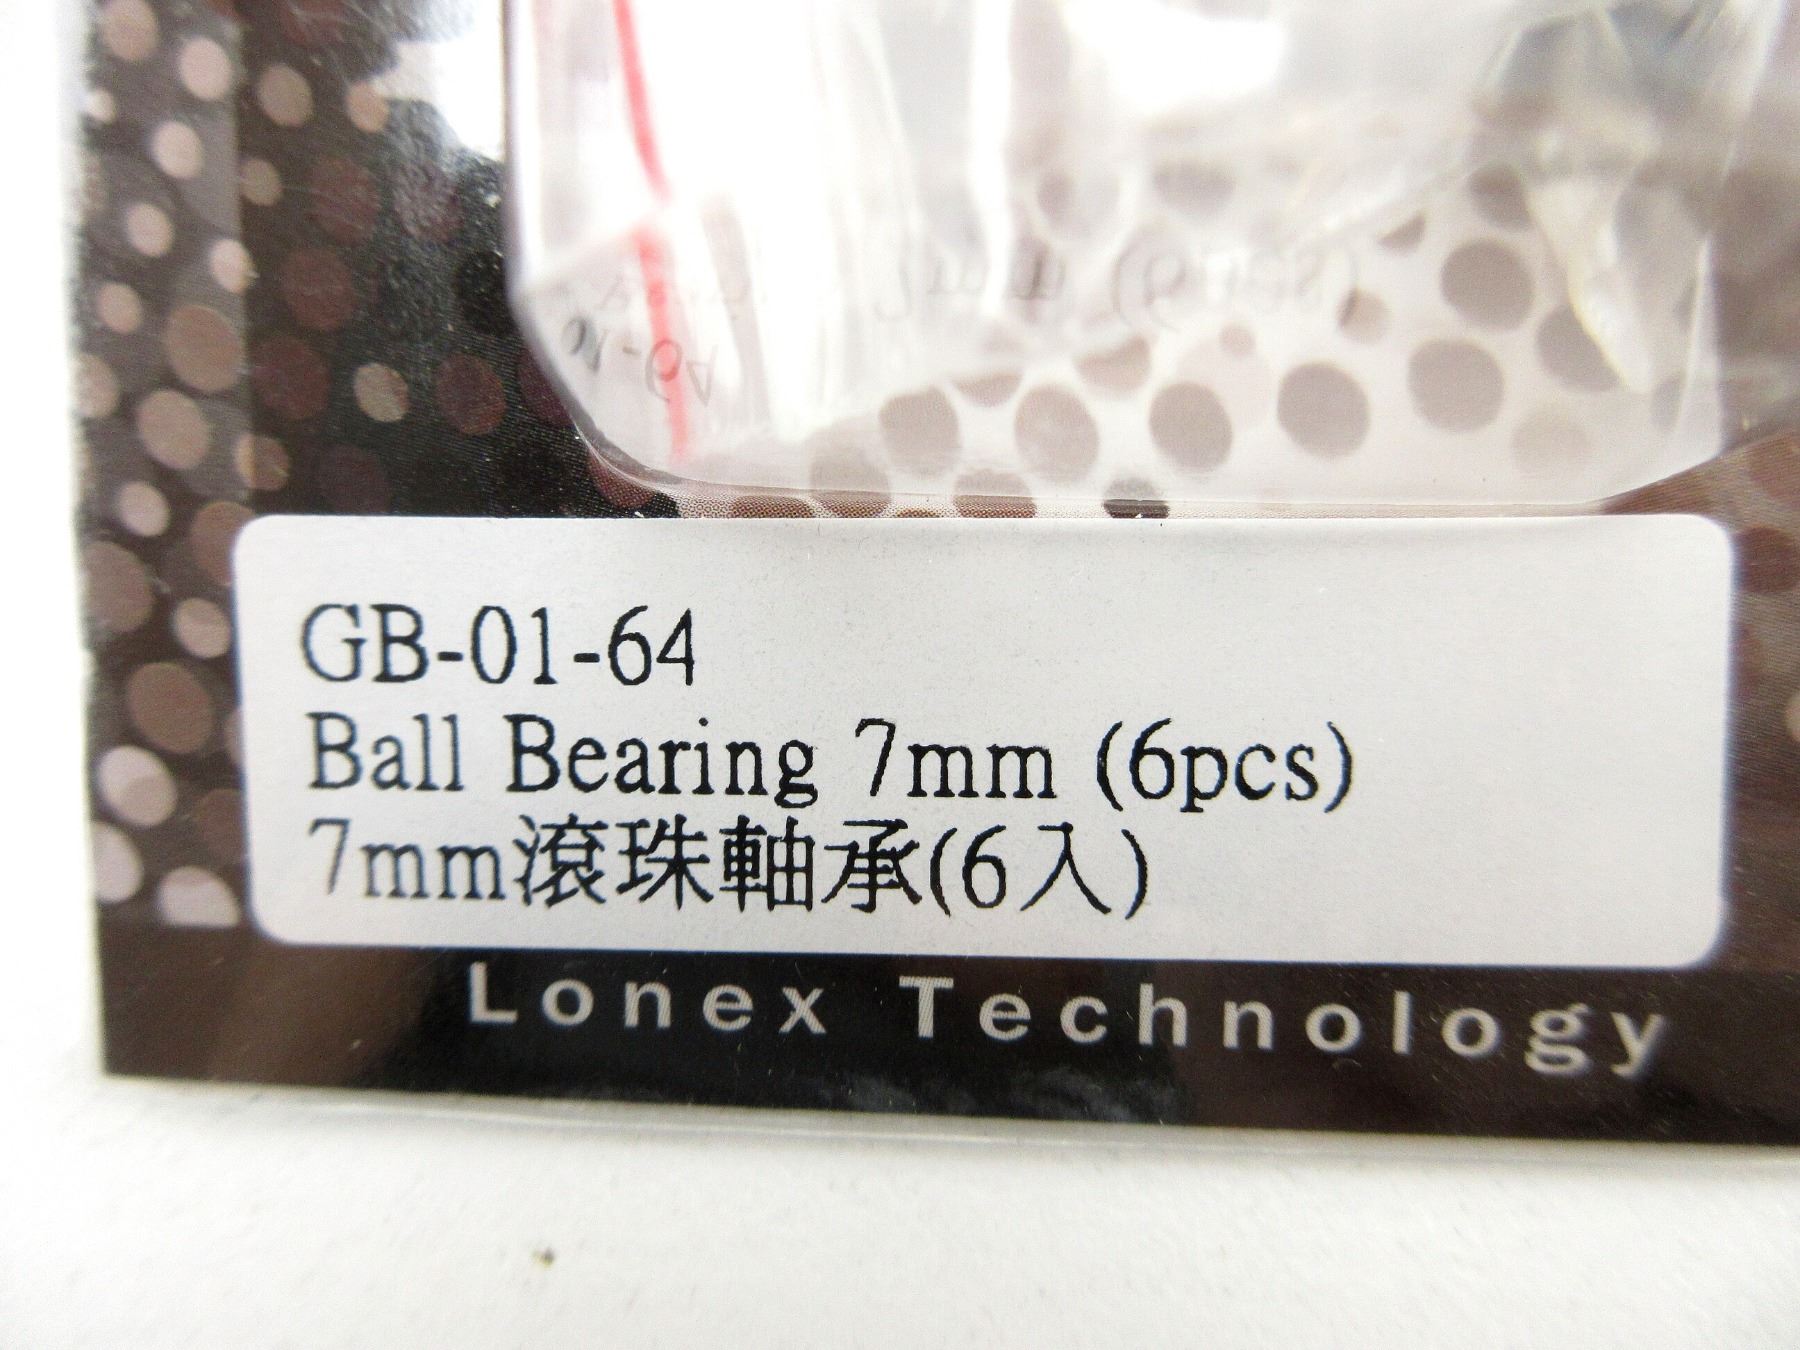 GB-01-64
Ball Bearing 7mm (6pcs)
7mm滾珠軸承(6入)
Lonex Technology